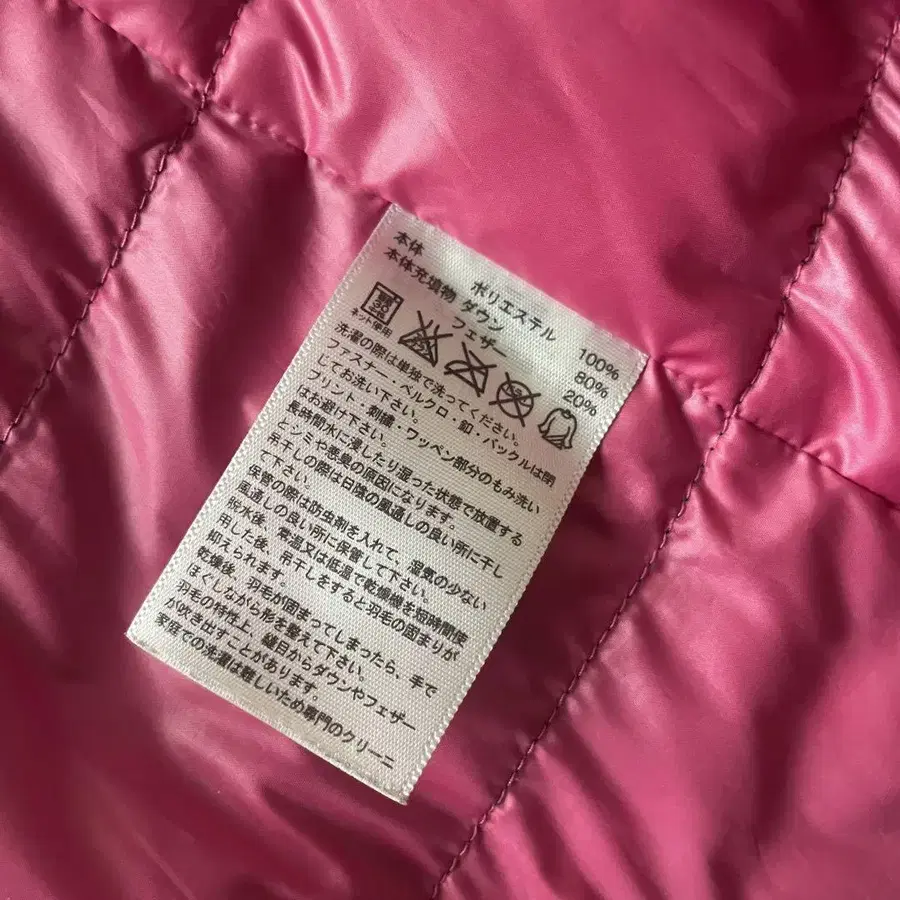 本体 ポリエステル 100%
本体充填物 ダウン 80%
フェザー 20%
30
ネット使用
洗濯の際は単独で洗ってください。
ファスナー・ベルクロ・釦・バックルは閉
じてお洗い下さい。
プリント・刺繍・ワッペン部分のもみ洗い
はお避け下さい。
長時間水に浸したり湿った状態で放置する
とシミや悪臭の原因になります。
吊干しの際は日陰の風通しの良い所に干し
て下さい。
保管の際は防虫剤を入れて、湿気の少ない
風通しの良い所に保管して下さい。
脱水後、常温又は低温で乾燥機を短時間使
用した後、吊干しをすると羽毛の固まりが
抑えられます。
乾燥後、羽毛が固まってしまったら、手で
ほぐしながら形を整えて下さい。
羽毛の特性上、縫目からダウンやフェザー
が吹き出すことがあります。
家庭での洗濯は難しいため専門のクリーニ